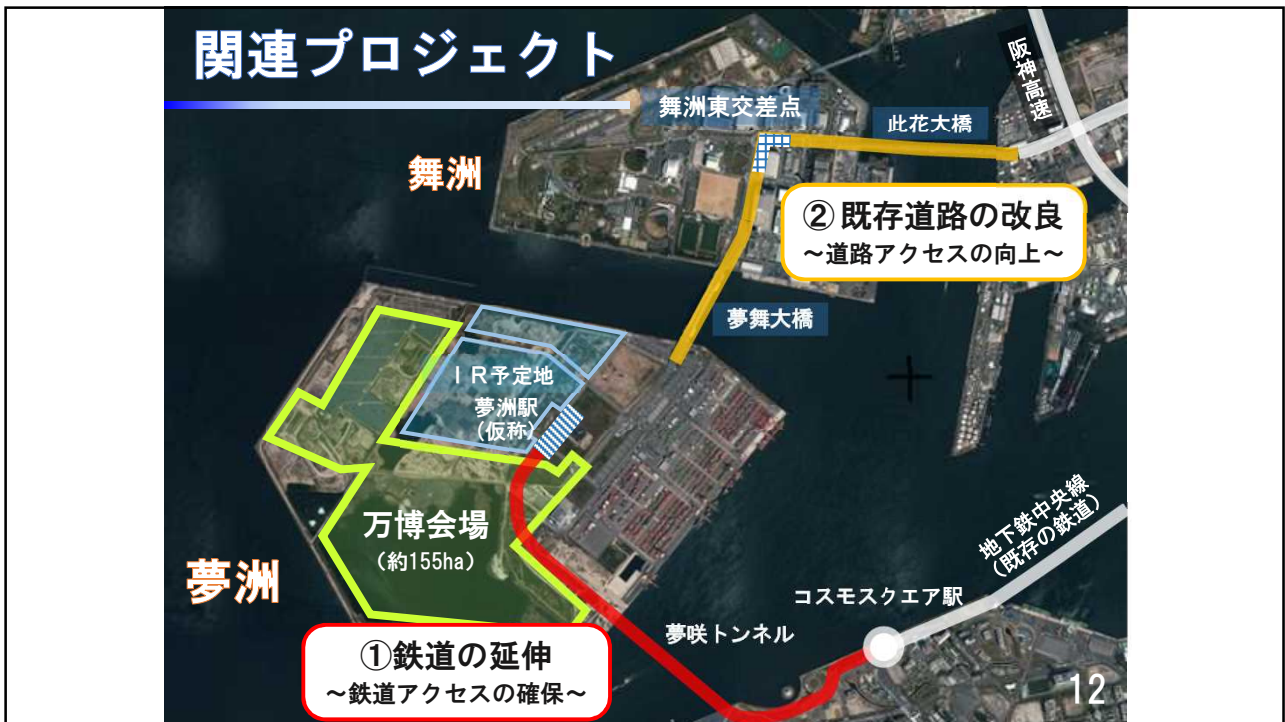 関連プロジェクト
阪神高速
舞洲東交差点
此花大橋
舞洲
②既存道路の改良
～道路アクセスの向上～
夢舞大橋
ＩＲ予定地
夢洲駅
(仮称)
万博会場
（約155ha）
夢洲
地下鉄中央線
（既存の鉄道）
コスモスクエア駅
夢咲トンネル
①鉄道の延伸
～鉄道アクセスの確保～
12